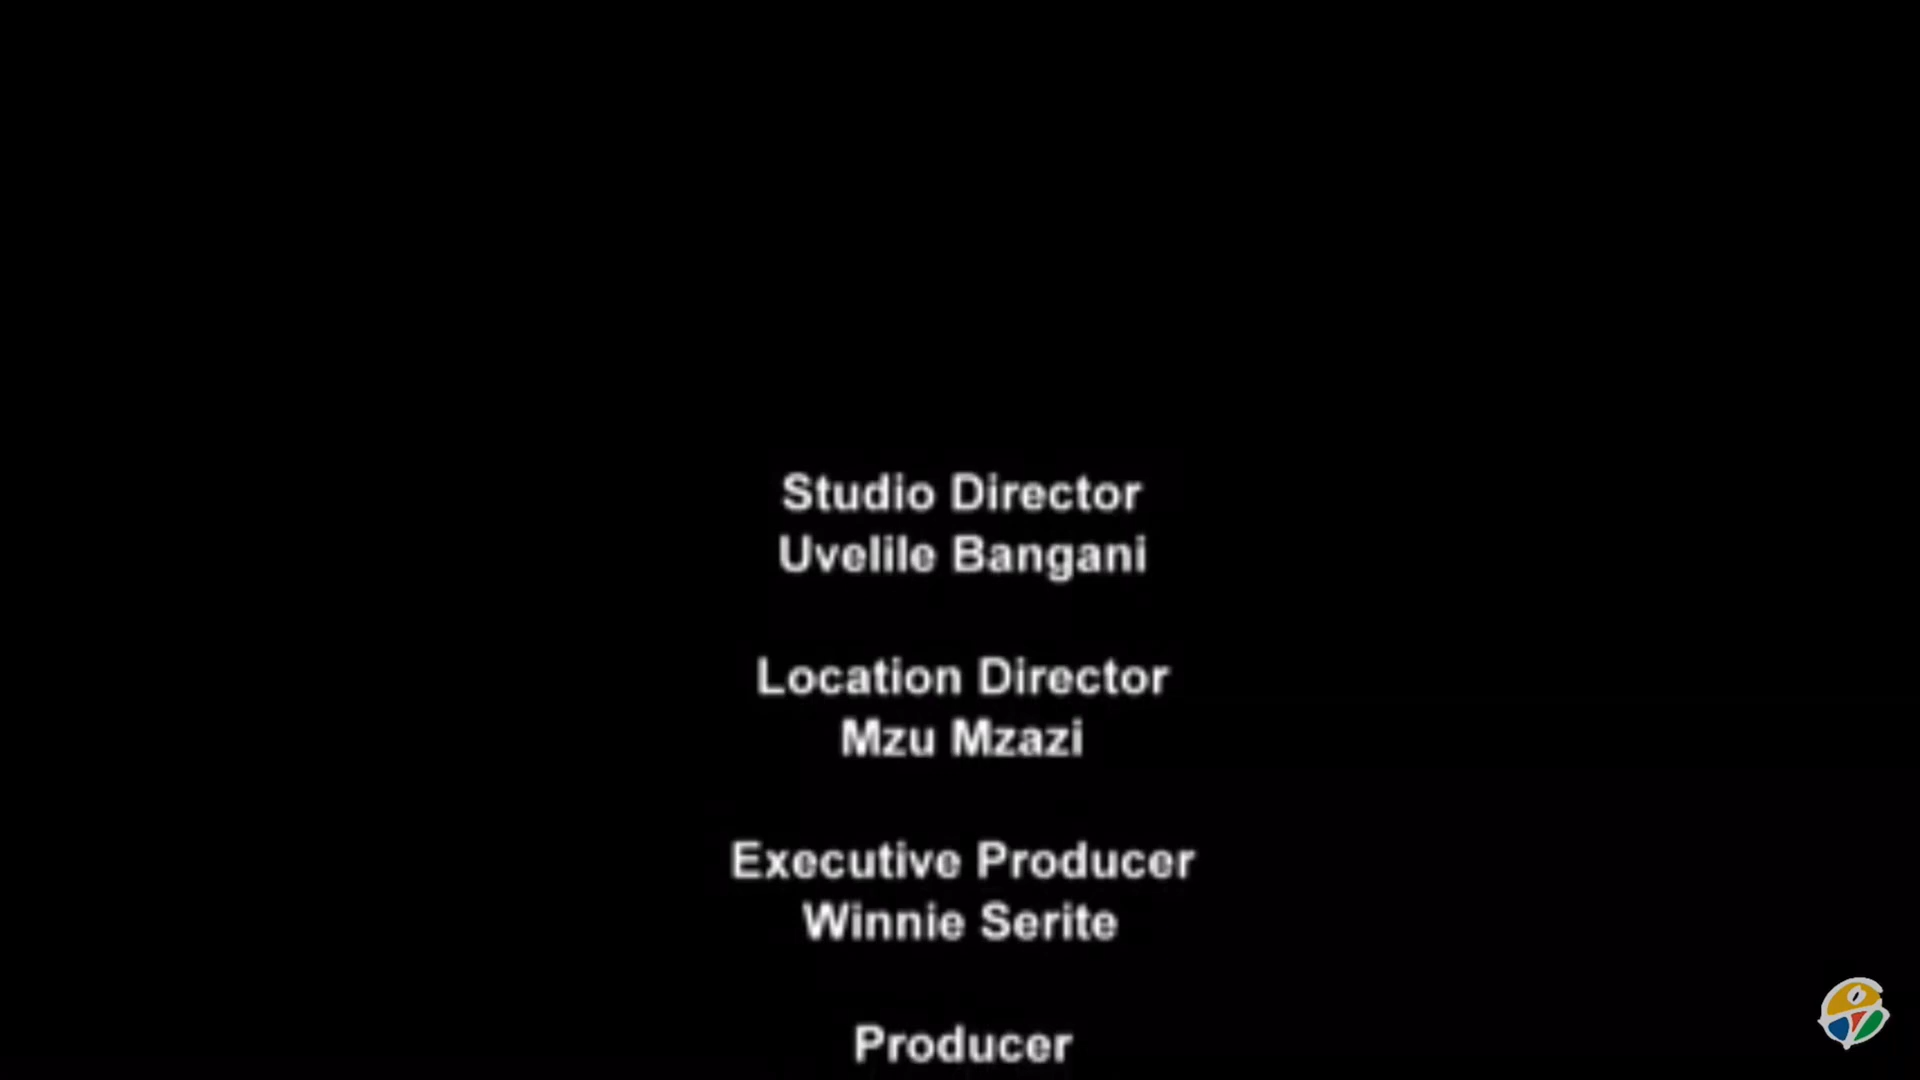 Studio Director
Uvelile Bangani
Location Director
Mzu Mzazi
Executive Producer
Winnie Serite
Producer